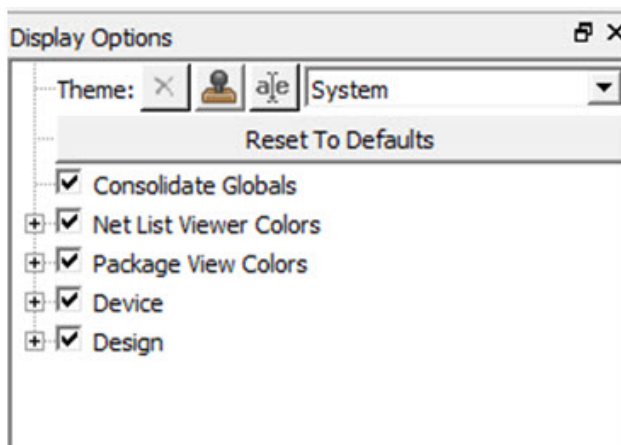 Display Options
Theme: a|e System
Reset To Defaults
Consolidate Globals
Net List Viewer Colors
Package View Colors
Device
Design